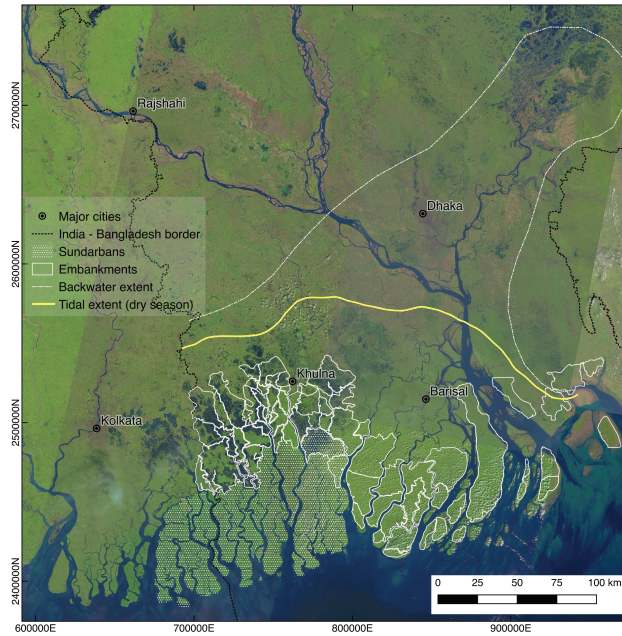 2700000N
Rajshahi
Dhaka
Major cities
India - Bangladesh border
Sundarbans
Embankments
Backwater extent
Tidal extent (dry season)
2600000N
Khulna
Barisal
Kolkata
2500000N
2400000N
0 25 50 75 100 km
600000E 700000E 800000E 900000E